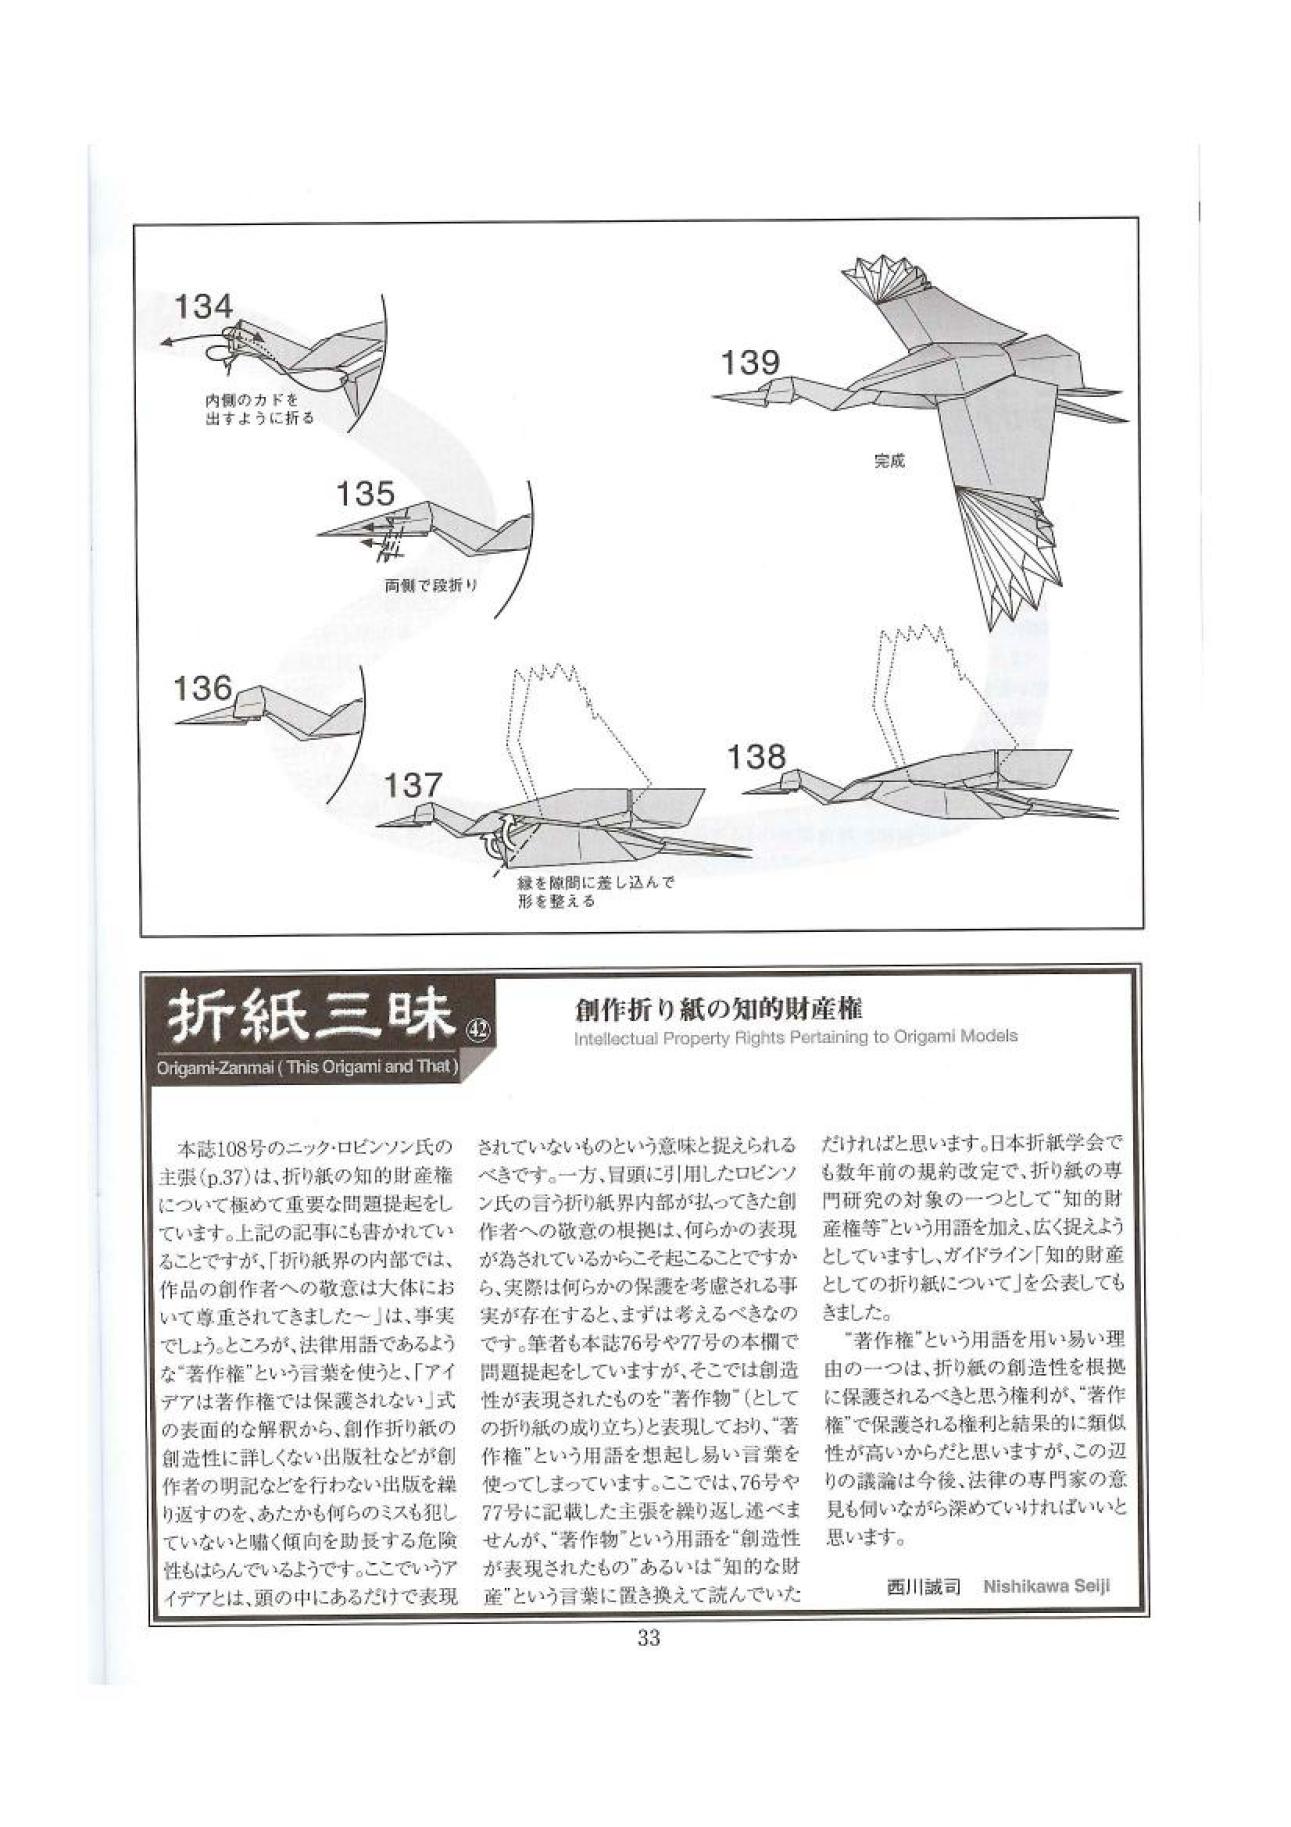 134
内側のカドを
出すように折る
135
両側で段折り
136
137
縁を隙間に差し込んで
形を整える
138
139
完成
折紙三昧 ㊷
Origami-Zanmai ( This Origami and That )
創作折り紙の知的財産権
Intellectual Property Rights Pertaining to Origami Models
本誌108号のニック・ロビンソン氏の
主張(p.37)は、折り紙の知的財産権
について極めて重要な問題提起をし
ています。上記の記事にも書かれてい
ることですが、「折り紙界の内部では、
作品の創作者への敬意は大体にお
いて尊重されてきました〜」は、事実
でしょう。ところが、法律用語であるよう
な“著作権”という言葉を使うと、「アイ
デアは著作権では保護されない」式
の表面的な解釈から、創作折り紙の
創造性に詳しくない出版社などが創
作者の明記などを行わない出版を繰
り返すのを、あたかも何らのミスも犯し
ていないと嘯く傾向を助長する危険
性もはらんでいるようです。ここでいうア
イデアとは、頭の中にあるだけで表現
されていないものという意味と捉えられる
べきです。一方、冒頭に引用したロビンソ
ン氏の言う折り紙界内部が払ってきた創
作者への敬意の根拠は、何らかの表現
が為されているからこそ起こることですか
ら、実際は何らかの保護を考慮される事
実が存在すると、まずは考えるべきなの
です。筆者も本誌76号や77号の本欄で
問題提起をしていますが、そこでは創造
性が表現されたものを“著作物”(として
の折り紙の成り立ち)と表現しており、“著
作権”という用語を想起し易い言葉を
使ってしまっています。ここでは、76号や
77号に記載した主張を繰り返し述べま
せんが、“著作物”という用語を“創造性
が表現されたもの”あるいは“知的な財
産”という言葉に置き換えて読んでいた
だければと思います。日本折紙学会で
も数年前の規約改定で、折り紙の専
門研究の対象の一つとして“知的財
産権等”という用語を加え、広く捉えよう
としていますし、ガイドライン「知的財産
としての折り紙について」を公表しても
きました。
“著作権”という用語を用い易い理
由の一つは、折り紙の創造性を根拠
に保護されるべきと思う権利が、“著作
権”で保護される権利と結果的に類似
性が高いからだと思いますが、この辺
りの議論は今後、法律の専門家の意
見も伺いながら深めていければいいと
思います。
西川誠司 Nishikawa Seiji
33